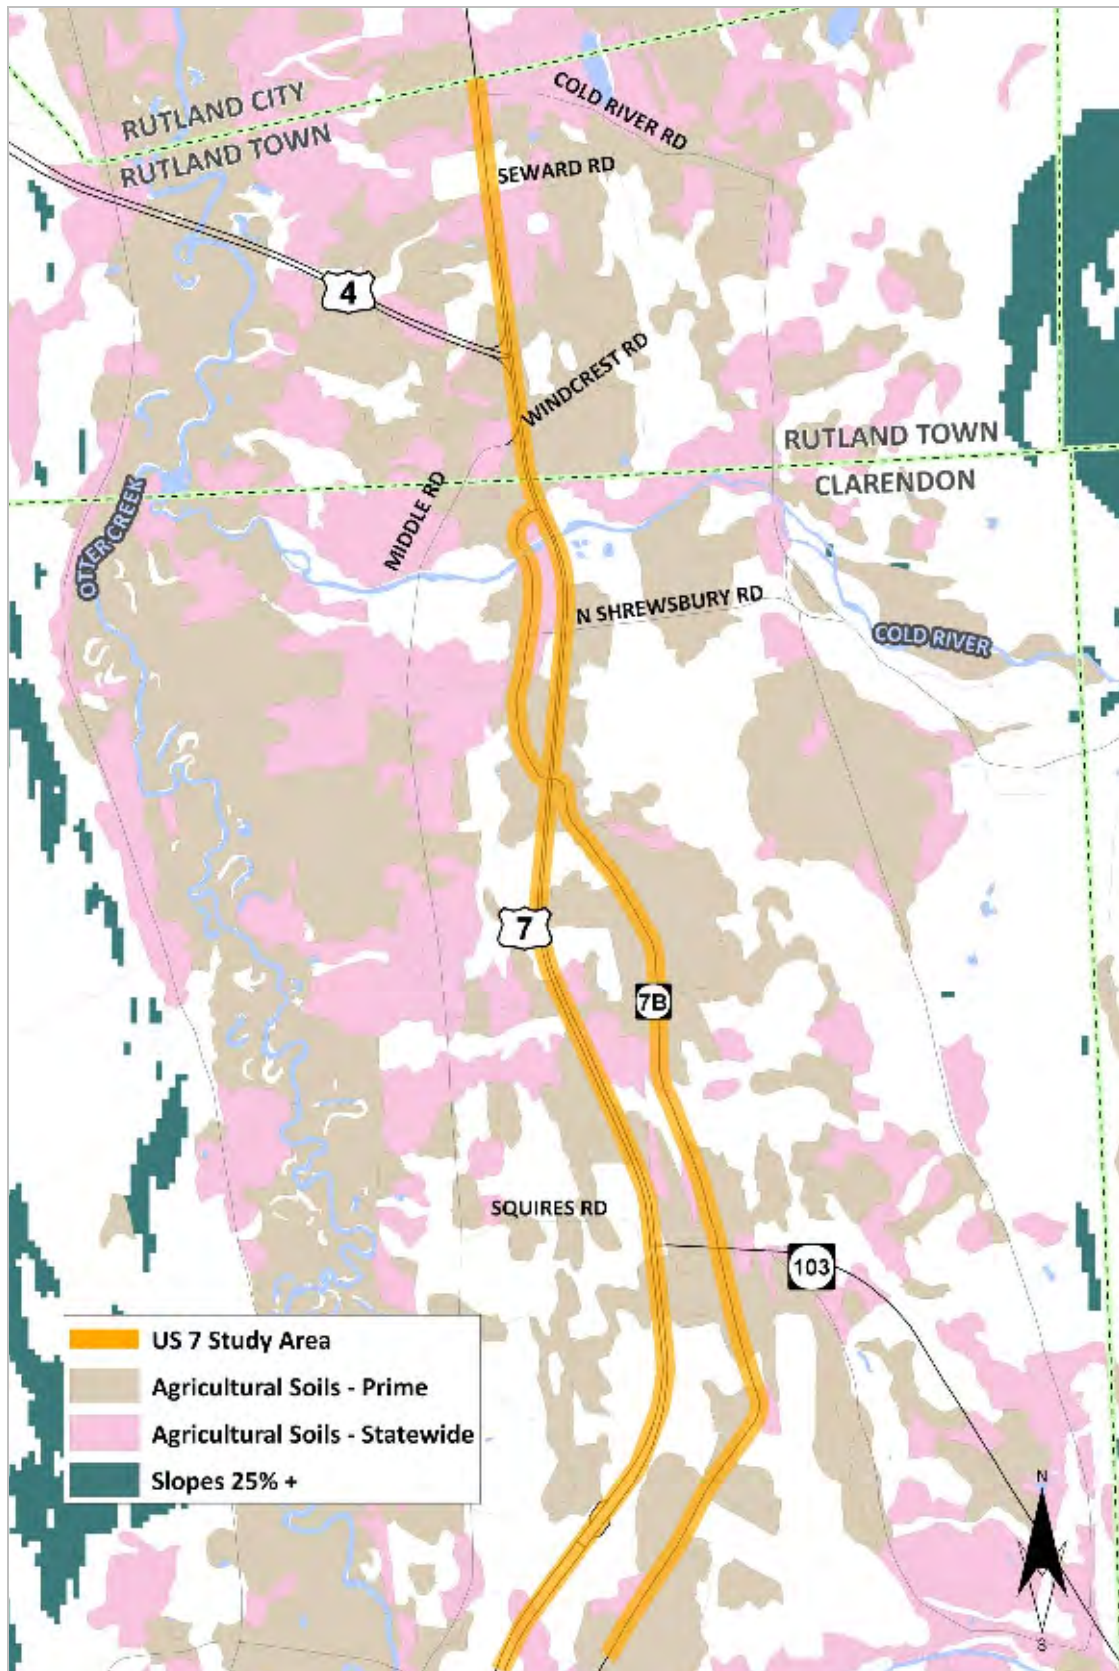 RUTLAND CITY
RUTLAND TOWN
COLD RIVER RD
SEWARD RD
4
WINDCREST RD
RUTLAND TOWN
CLARENDON
MIDDLE RD
OTTER CREEK
N SHREWSBURY RD
COLD RIVER
7
7B
SQUIRES RD
103
US 7 Study Area
Agricultural Soils - Prime
Agricultural Soils - Statewide
Slopes 25% +
N
S